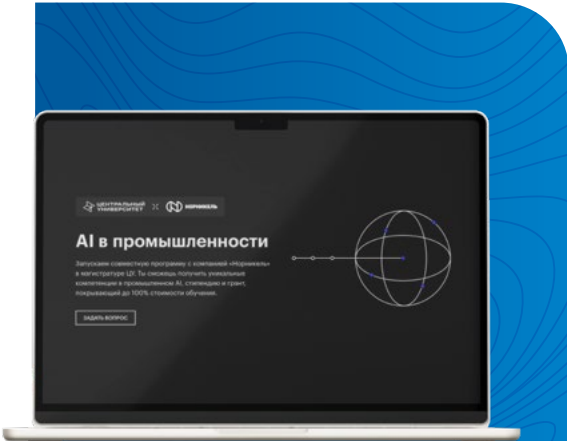 ЦЕНТРАЛЬНЫЙ
УНИВЕРСИТЕТ
НОРНИКЕЛЬ
AI в промышленности
Запускаем совместную программу с компанией «Норникель»
в магистратуре ЦУ. Ты сможешь получить уникальные
компетенции в промышленном AI, стипендию и грант,
покрывающий до 100% стоимости обучения.
ЗАДАТЬ ВОПРОС